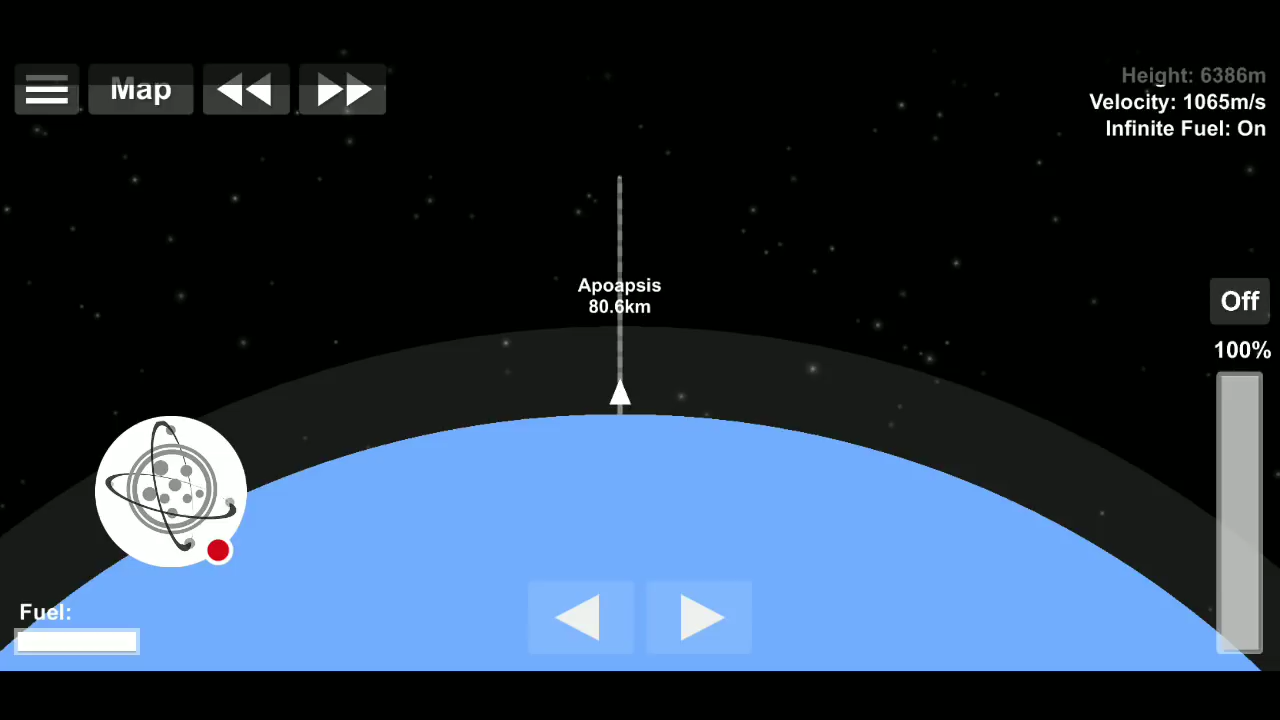 Map
Height: 6386m
Velocity: 1065m/s
Infinite Fuel: On
Apoapsis
80.6km
Off
100%
Fuel: